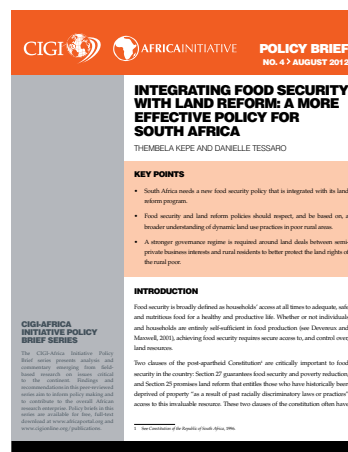 CIGI AFRICAINITIATIVE POLICY BRIEF
NO. 4 > AUGUST 2012
INTEGRATING FOOD SECURITY
WITH LAND REFORM: A MORE
EFFECTIVE POLICY FOR
SOUTH AFRICA
THEMBELA KEPE AND DANIELLE TESSARO
KEY POINTS
• South Africa needs a new food security policy that is integrated with its land
reform program.
• Food security and land reform policies should respect, and be based on, a
broader understanding of dynamic land use practices in poor rural areas.
• A stronger governance regime is required around land deals between semi-
private business interests and rural residents to better protect the land rights of
the rural poor.
INTRODUCTION
Food security is broadly defined as households' access at all times to adequate, safe
and nutritious food for a healthy and productive life. Whether or not individuals
and households are entirely self-sufficient in food production (see Devereux and
Maxwell, 2001), achieving food security requires secure access to, and control over,
land resources.
Two clauses of the post-apartheid Constitution¹ are critically important to food
security in the country: Section 27 guarantees food security and poverty reduction,
and Section 25 promises land reform that entitles those who have historically been
deprived of property "as a result of past racially discriminatory laws or practices"
access to this invaluable resource. These two clauses of the constitution often have
1 See Constitution of the Republic of South Africa, 1996.
CIGI-AFRICA
INITIATIVE POLICY
BRIEF SERIES
The CIGI-Africa Initiative Policy
Brief series presents analysis and
commentary emerging from field-
based research on issues critical
to the continent. Findings and
recommendations in this peer-reviewed
series aim to inform policy making and
to contribute to the overall African
research enterprise. Policy briefs in this
series are available for free, full-text
download at www.africaportal.org and
www.cigionline.org/publications.